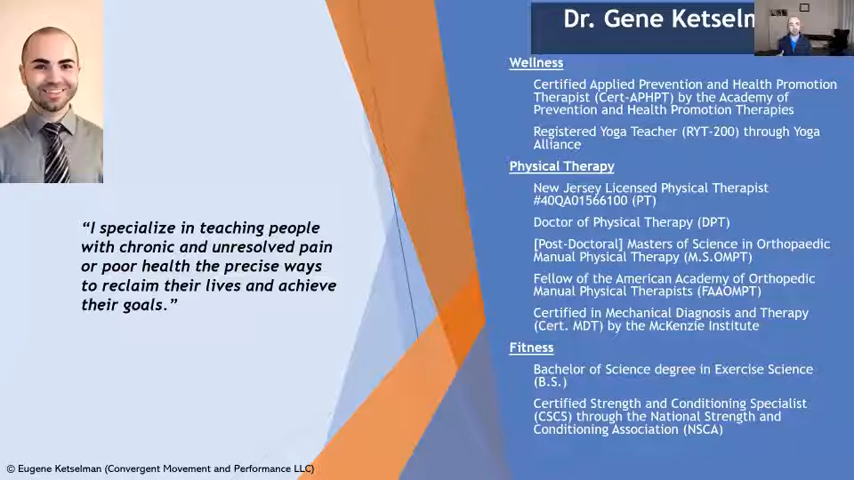 Dr. Gene Ketseln
Wellness
Certified Applied Prevention and Health Promotion
Therapist (Cert-APHPT) by the Academy of
Prevention and Health Promotion Therapies
Registered Yoga Teacher (RYT-200) through Yoga
Alliance
Physical Therapy
New Jersey Licensed Physical Therapist
#40QA01566100 (PT)
Doctor of Physical Therapy (DPT)
[Post-Doctoral] Masters of Science in Orthopaedic
Manual Physical Therapy (M.S.OMPT)
Fellow of the American Academy of Orthopedic
Manual Physical Therapists (FAAOMPT)
Certified in Mechanical Diagnosis and Therapy
(Cert. MDT) by the McKenzie Institute
Fitness
Bachelor of Science degree in Exercise Science
(B.S.)
Certified Strength and Conditioning Specialist
(CSCS) through the National Strength and
Conditioning Association (NSCA)
“I specialize in teaching people
with chronic and unresolved pain
or poor health the precise ways
to reclaim their lives and achieve
their goals.”
© Eugene Ketselman (Convergent Movement and Performance LLC)